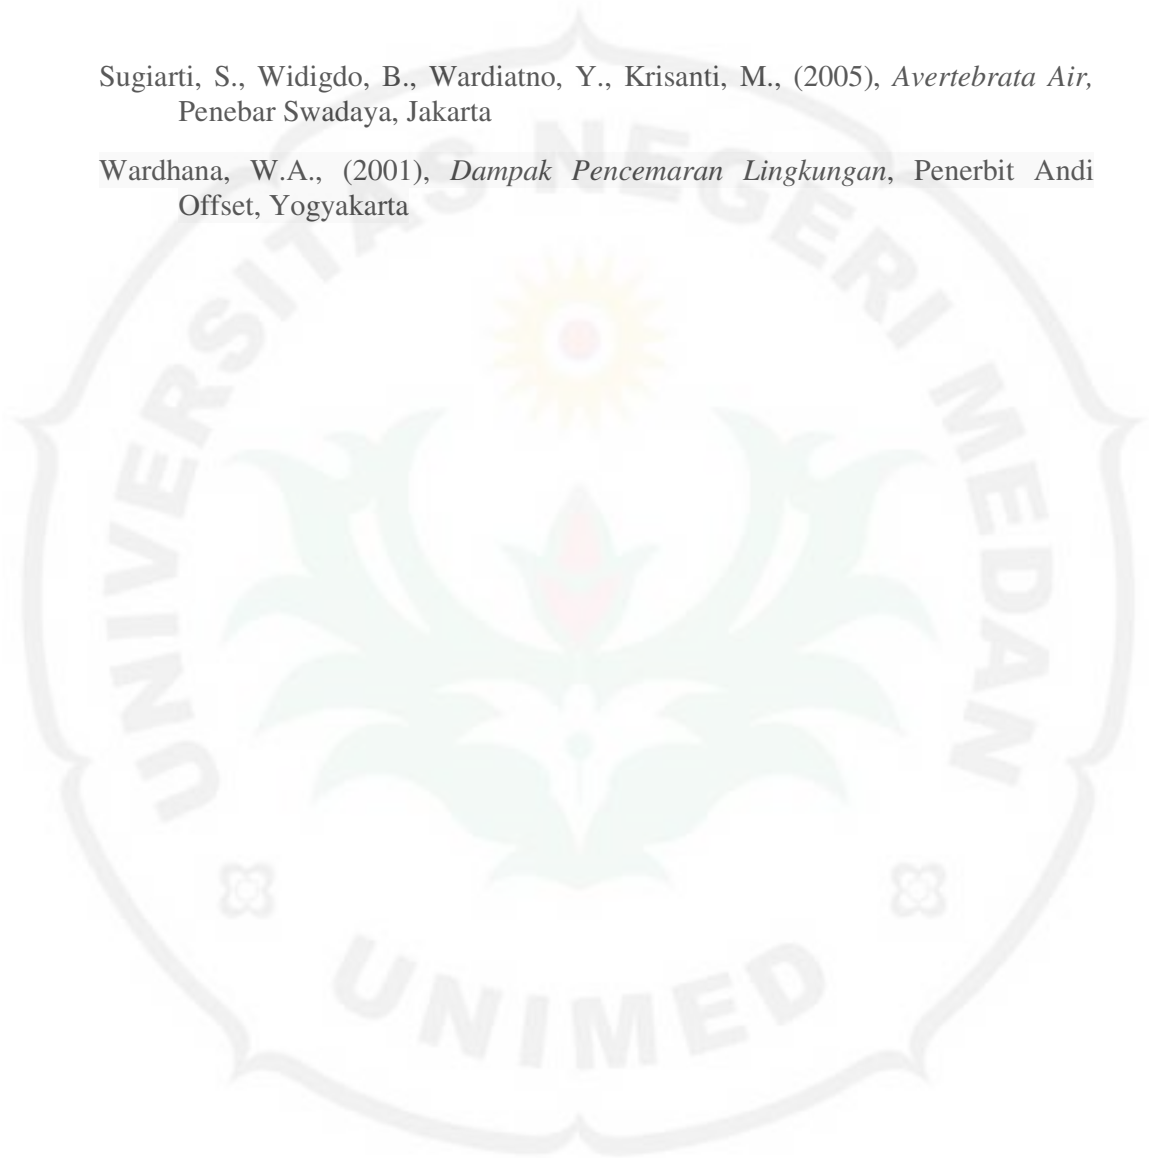 Sugiarti, S., Widigdo, B., Wardiatno, Y., Krisanti, M., (2005), Avertebrata Air,
Penebar Swadaya, Jakarta
Wardhana, W.A., (2001), Dampak Pencemaran Lingkungan, Penerbit Andi
Offset, Yogyakarta
UNIVERSITAS NEGERI MEDAN
UNIMED